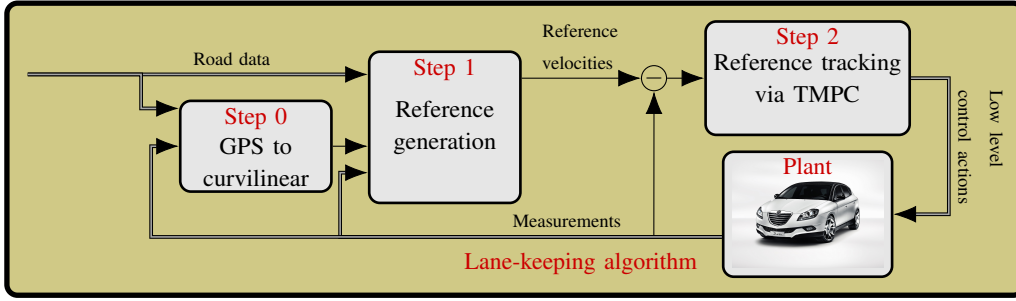 Road data
Step 0
GPS to
curvilinear
Step 1
Reference
generation
Reference
velocities
Step 2
Reference tracking
via TMPC
Low level
control actions
Plant
Measurements
Lane-keeping algorithm